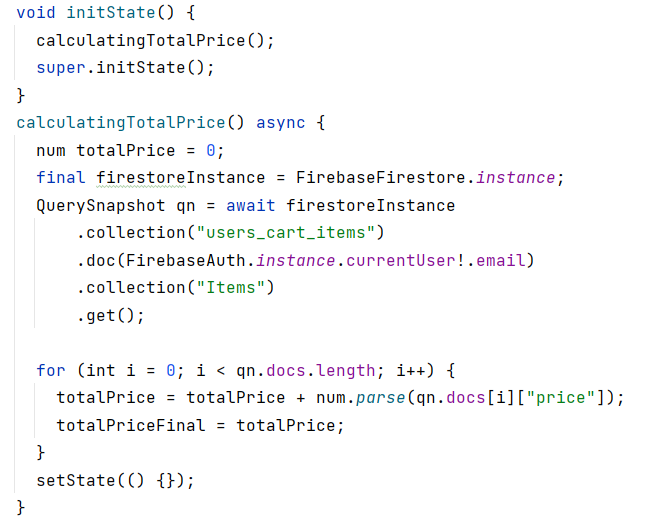 void initState() {
calculatingTotalPrice();
super.initState();
}
calculatingTotalPrice() async {
num totalPrice = 0;
final firestoreInstance = FirebaseFirestore.instance;
QuerySnapshot qn = await firestoreInstance
.collection("users_cart_items")
.doc(FirebaseAuth.instance.currentUser!.email)
.collection("Items")
.get();
for (int i = 0; i < qn.docs.length; i++) {
totalPrice = totalPrice + num.parse(qn.docs[i]["price"]);
totalPriceFinal = totalPrice;
}
setState(() {});
}